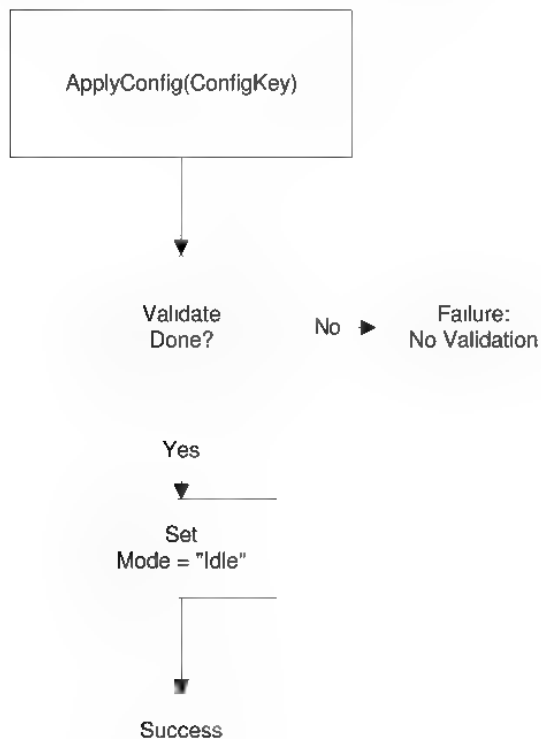 ApplyConfig(ConfigKey)
Validate
Done?
No
Failure:
No Validation
Yes
Set
Mode = "Idle"
Success